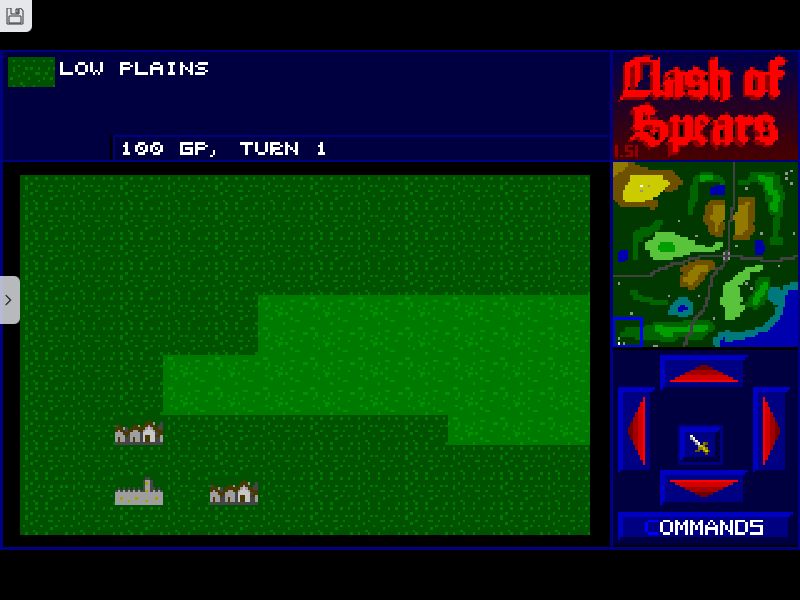 LOW PLAINS
Clash of
Spears
1.51
100 GP, TURN 1
COMMANDS